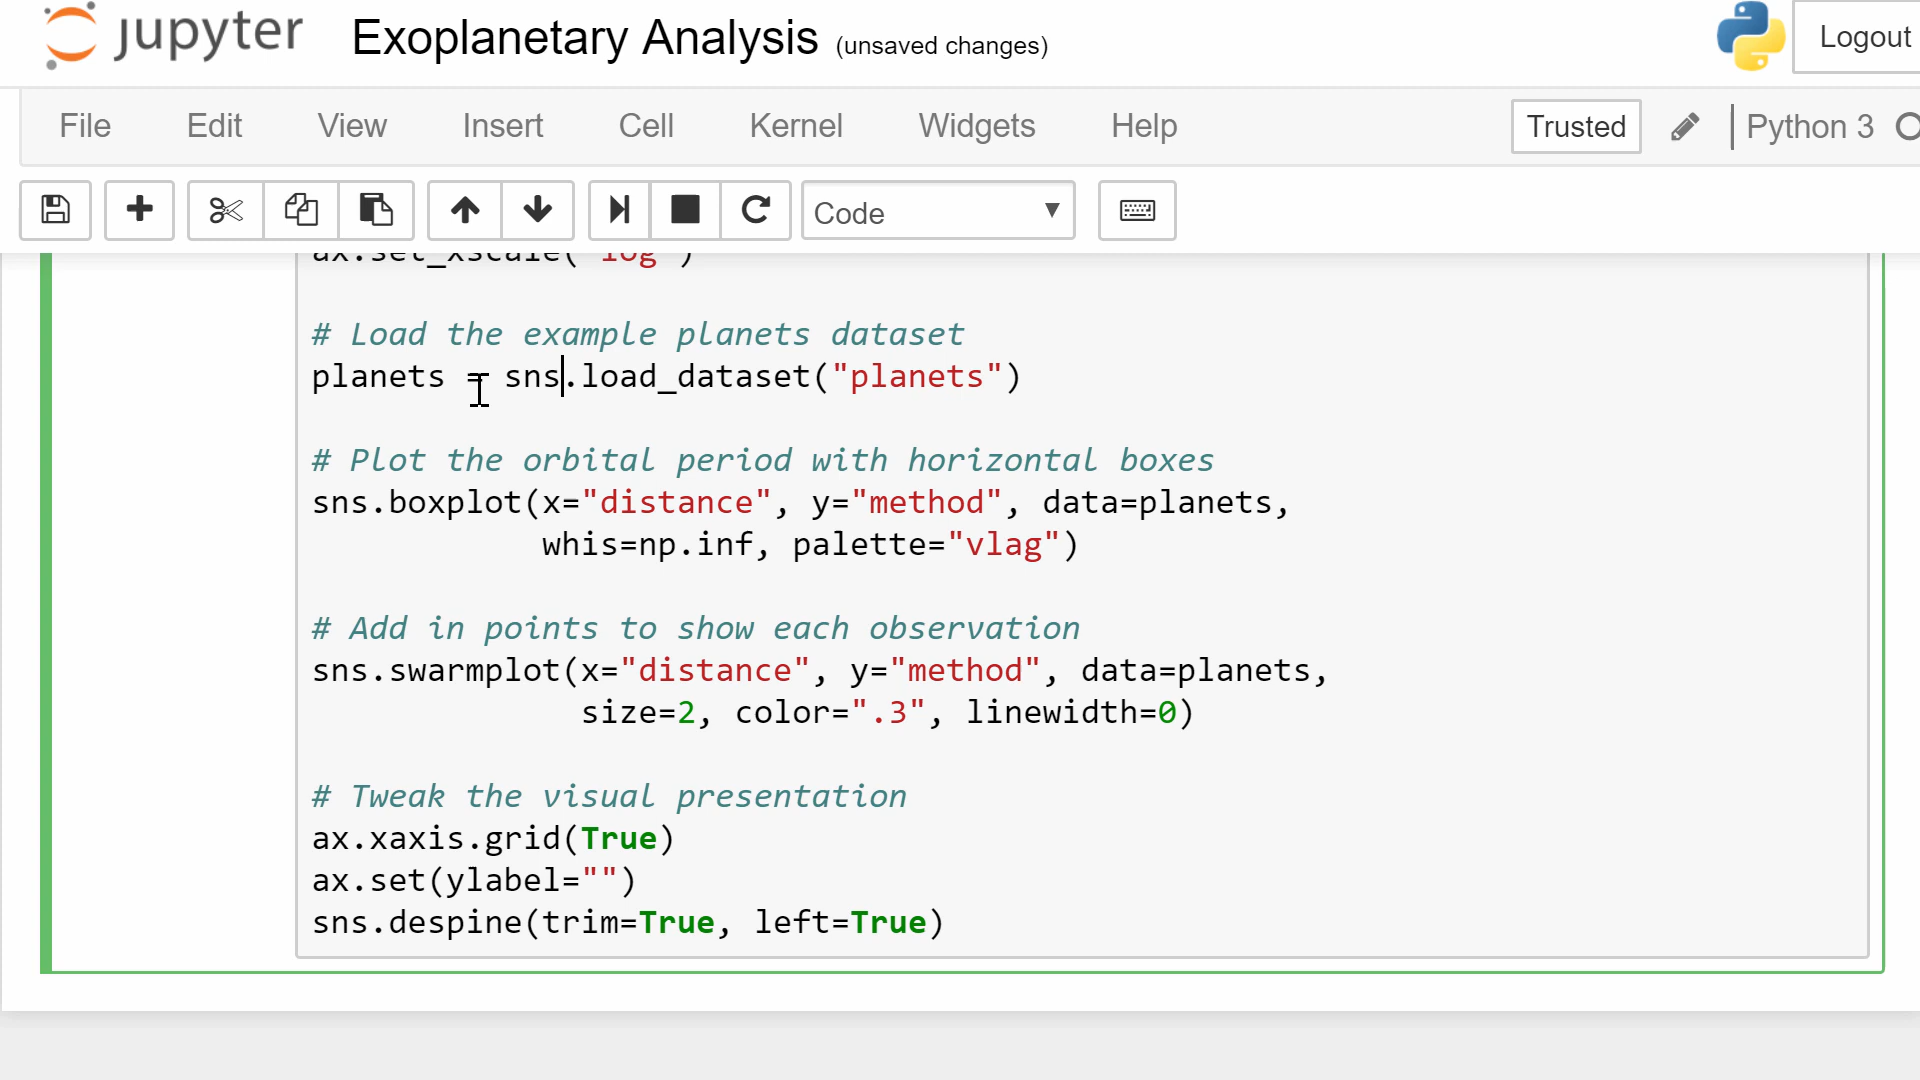 jupyter Exoplanetary Analysis (unsaved changes) Logout
File Edit View Insert Cell Kernel Widgets Help Trusted Python 3
Code
ax.set_xscale("log")
# Load the example planets dataset
planets = sns.load_dataset("planets")
# Plot the orbital period with horizontal boxes
sns.boxplot(x="distance", y="method", data=planets,
whis=np.inf, palette="vlag")
# Add in points to show each observation
sns.swarmplot(x="distance", y="method", data=planets,
size=2, color=".3", linewidth=0)
# Tweak the visual presentation
ax.xaxis.grid(True)
ax.set(ylabel="")
sns.despine(trim=True, left=True)